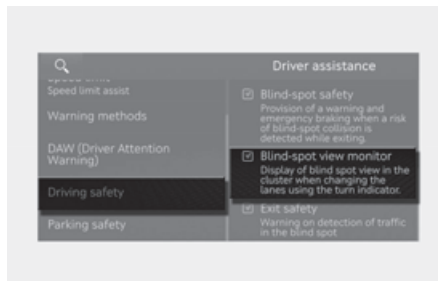 Driver assistance
Speed limit assist
Warning methods
DAW (Driver Attention
Warning)
Driving safety
Parking safety
Blind-spot safety
Provision of a warning and
emergency braking when a risk
of blind-spot collision is
detected while exiting.
Blind-spot view monitor
Display of blind spot view in the
cluster when changing the
lanes using the turn indicator.
Exit safety
Warning on detection of traffic
in the blind spot